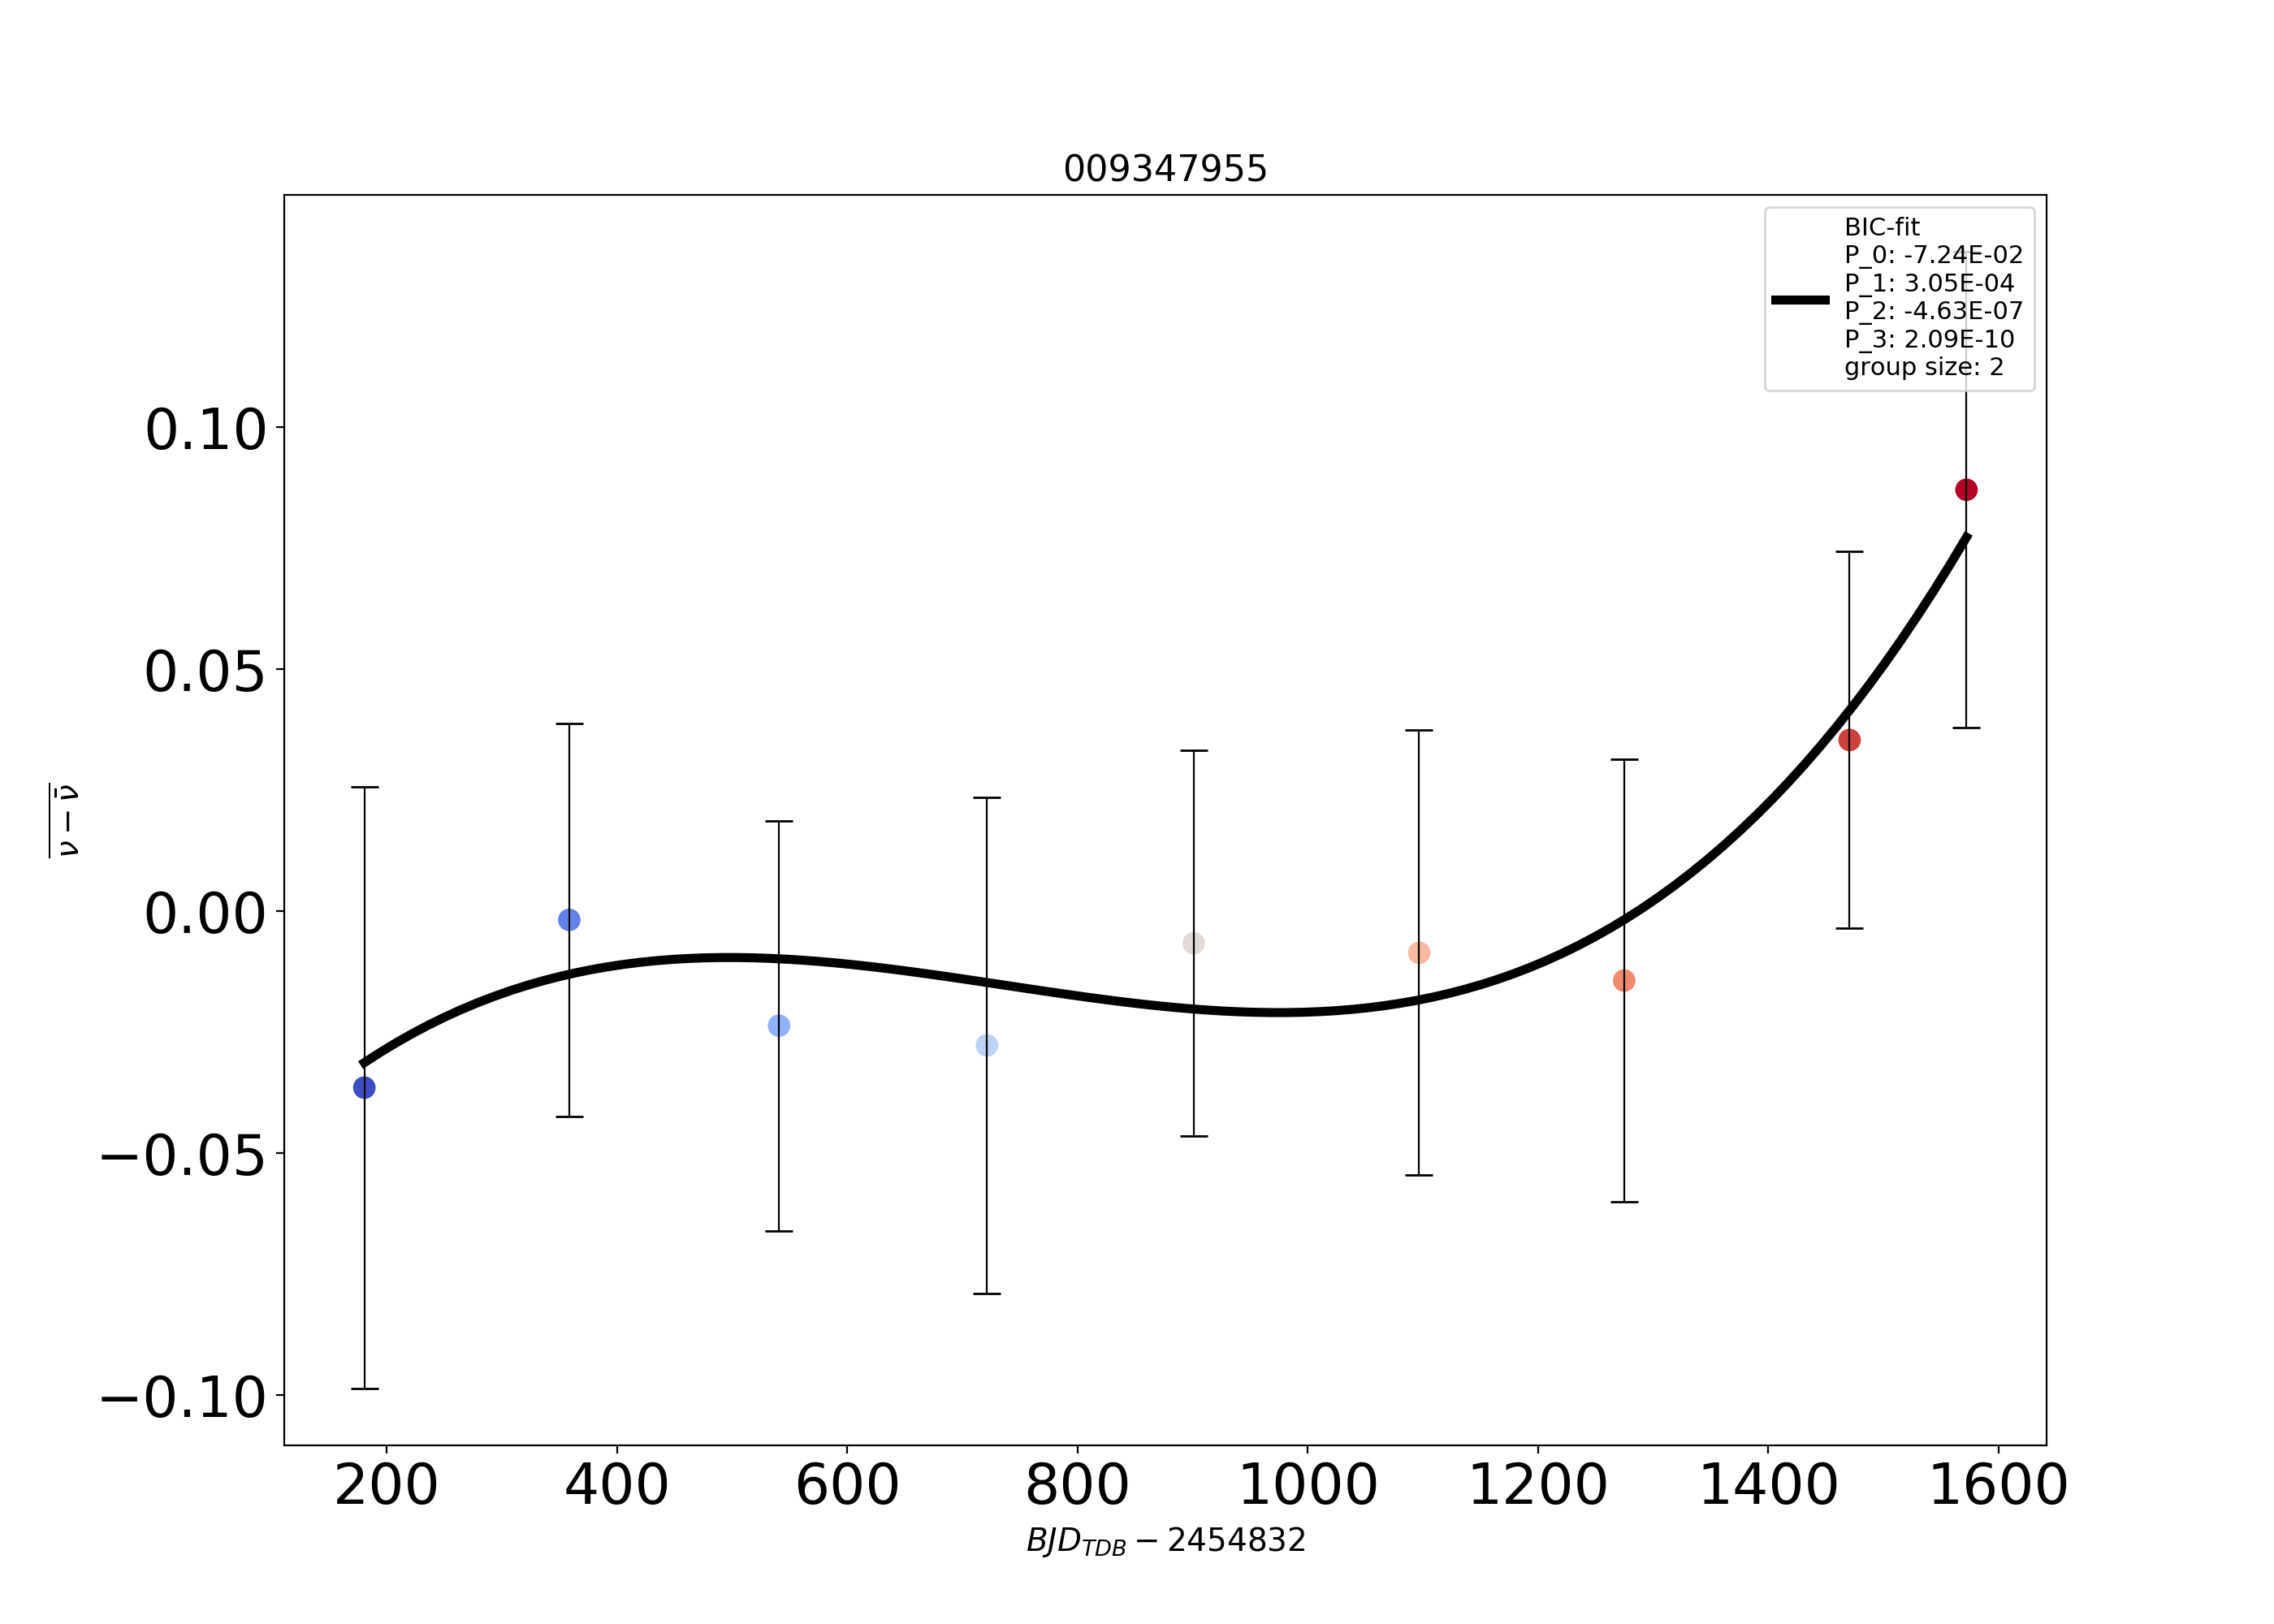 009347955
BIC-fit
P_0: -7.24E-02
P_1: 3.05E-04
P_2: -4.63E-07
P_3: 2.09E-10
group size: 2
0.10
0.05
0.00
−0.05
−0.10
ν − ν̄
200 400 600 800 1000 1200 1400 1600
BJD_TDB − 2454832